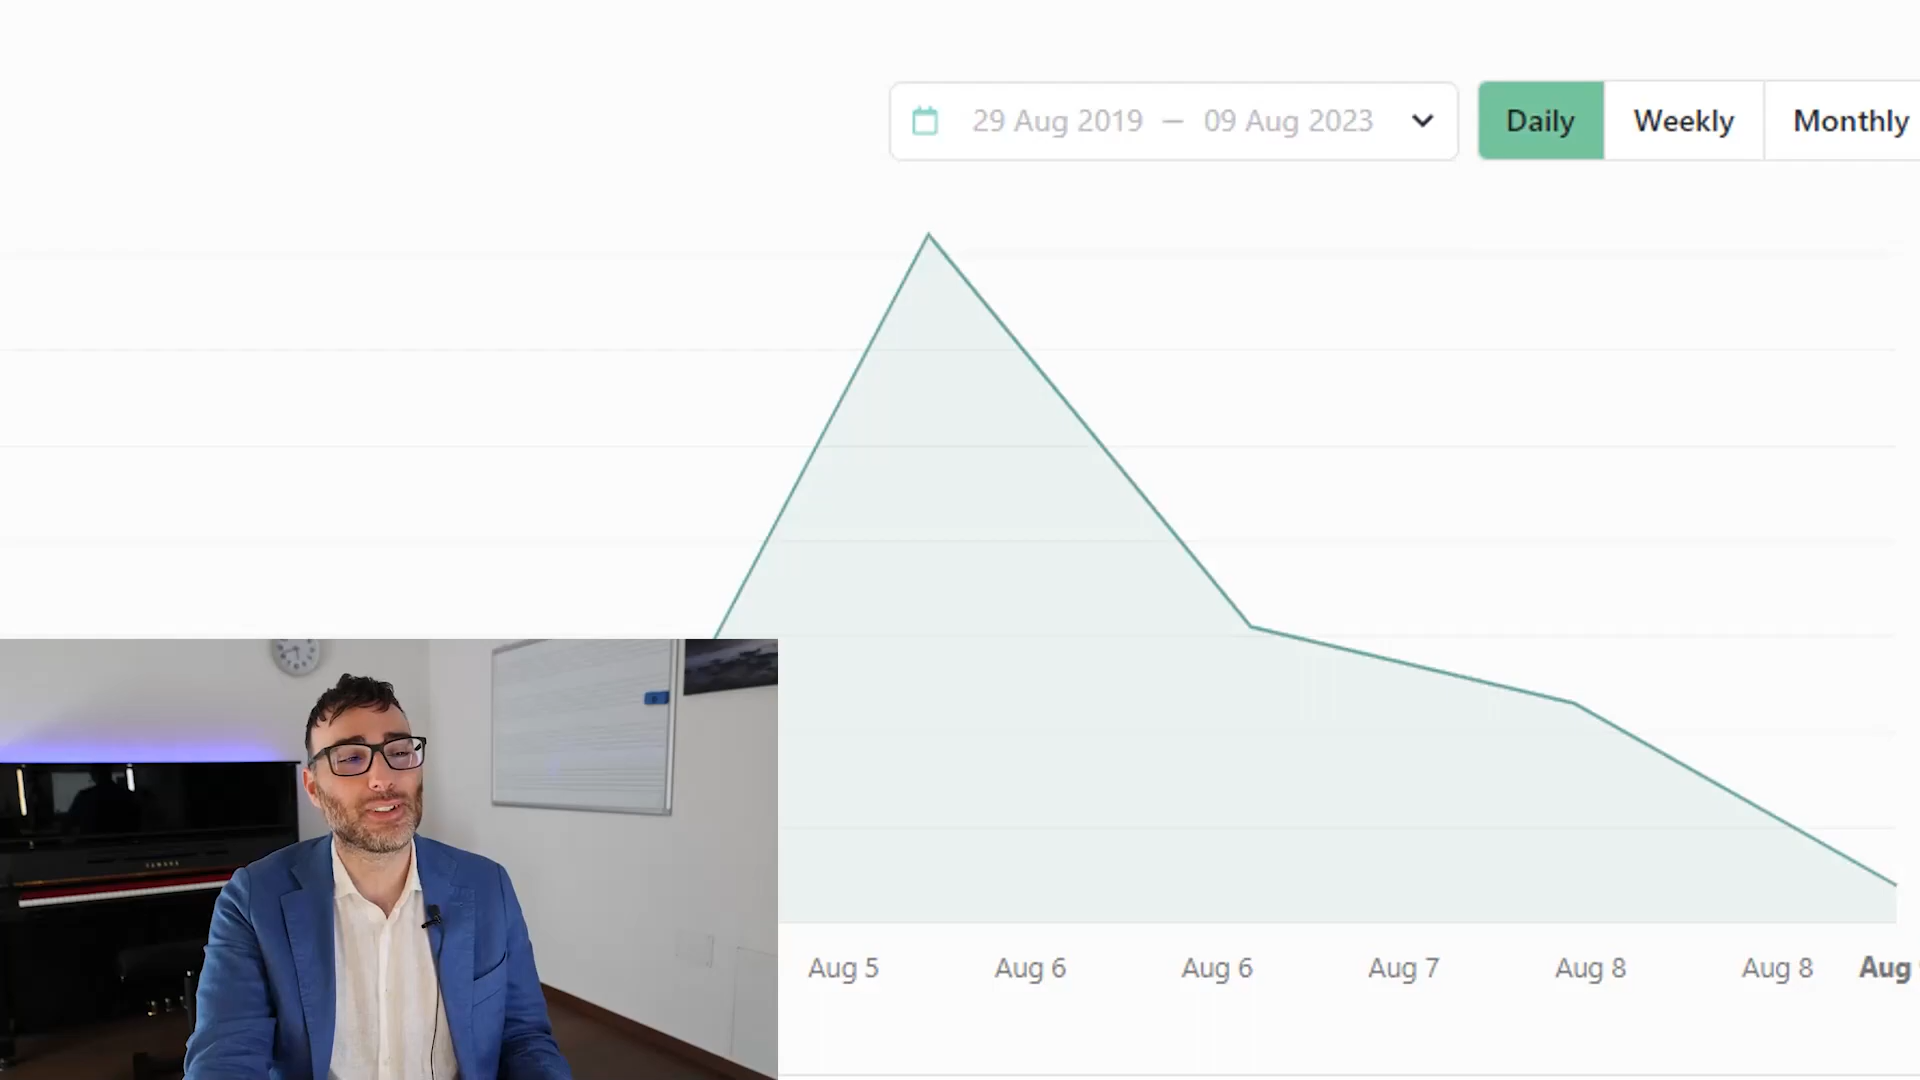 29 Aug 2019 — 09 Aug 2023
Daily
Weekly
Monthly
YAMAHA
Aug 5
Aug 6
Aug 6
Aug 7
Aug 8
Aug 8
Aug